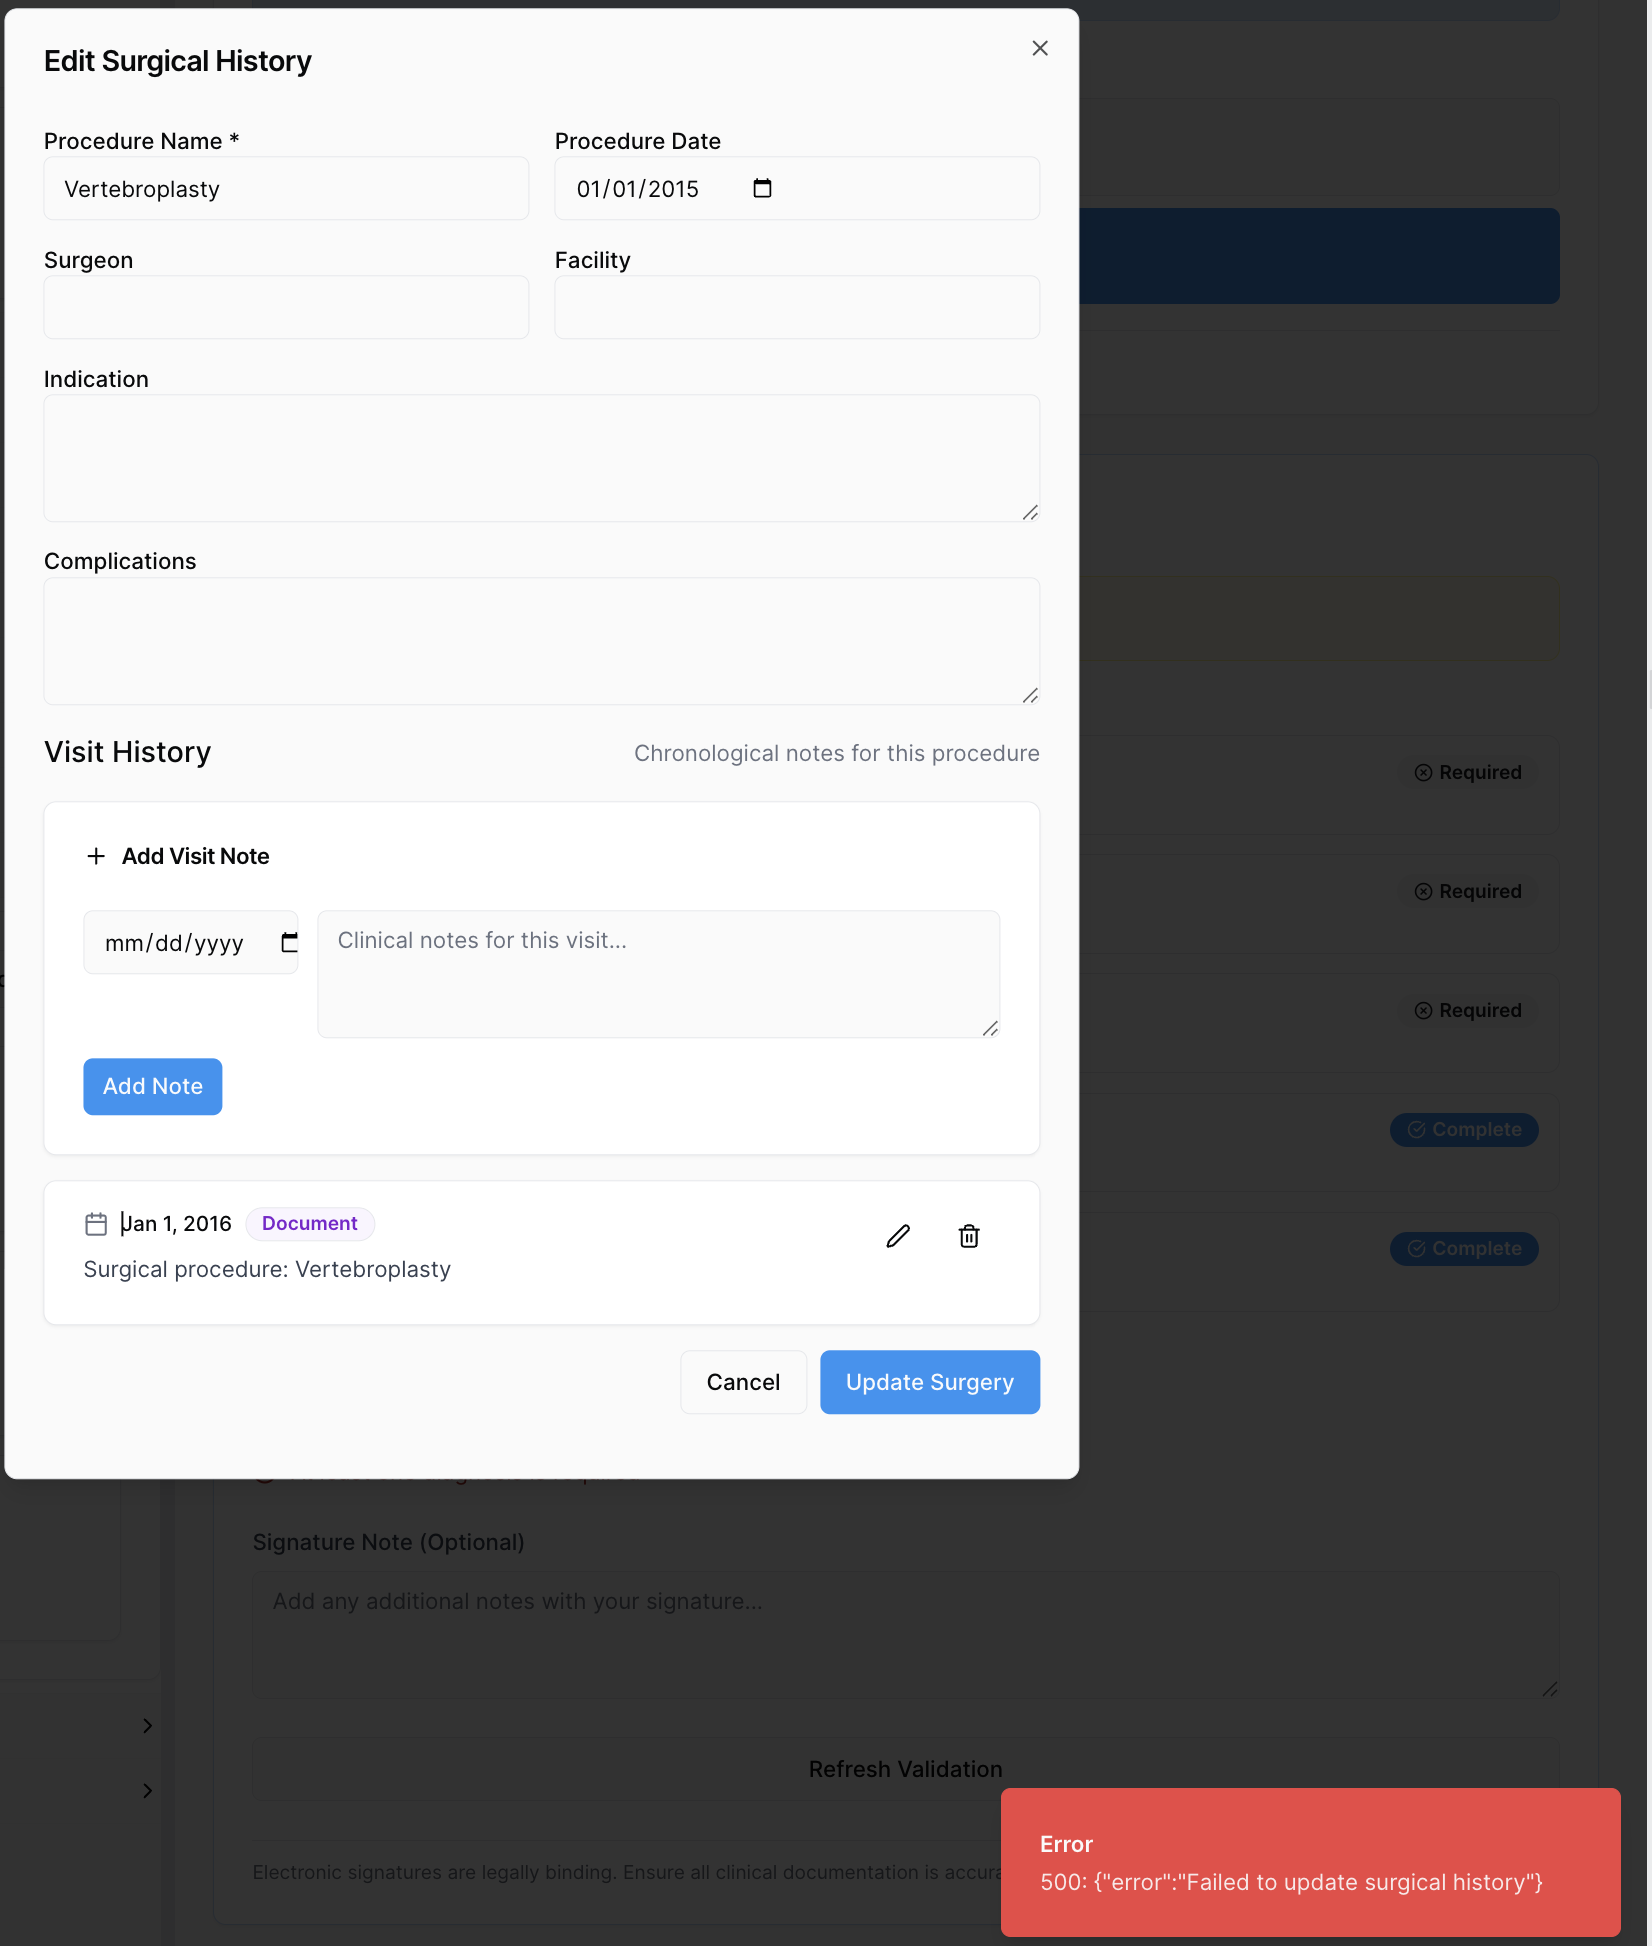 Edit Surgical History
Procedure Name *
Procedure Date
Vertebroplasty
01/01/2015
Surgeon
Facility
Indication
Complications
Visit History
Chronological notes for this procedure
Required
Add Visit Note
Required
mm/dd/yyyy
Clinical notes for this visit...
Required
Add Note
Complete
Jan 1, 2016
Document
Complete
Surgical procedure: Vertebroplasty
Cancel
Update Surgery
Signature Note (Optional)
Add any additional notes with your signature...
Refresh Validation
Error
Electronic signatures are legally binding. Ensure all clinical documentation is
500: {"error":"Failed to update surgical history"}